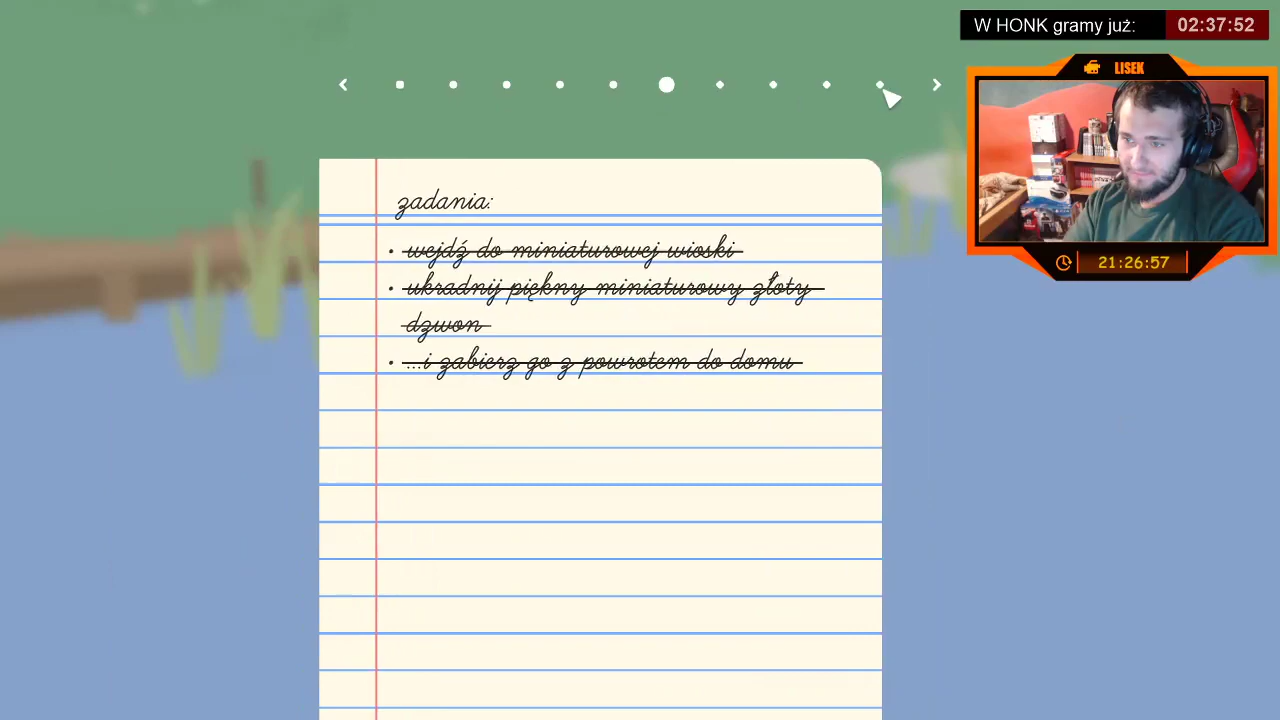 W HONK gramy już: 02:37:52
LISEK
21:26:57
zadania:
• wejdź do miniaturowej wioski
• ukradnij piękny miniaturowy złoty
dzwon
• ...i zabierz go z powrotem do domu